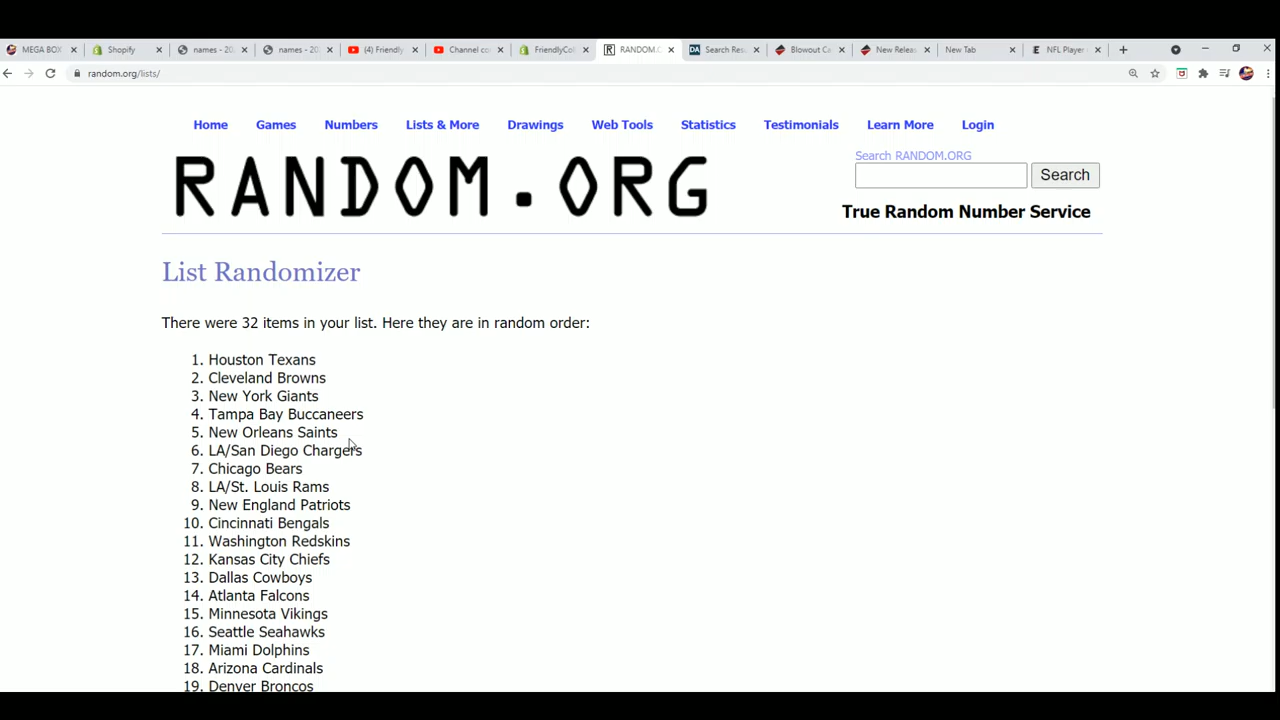 MEGA BOX
Shopify
names - 20
names - 20
(4) Friendly
Channel co
FriendlyCol
RANDOM.O
Search Res
Blowout Ca
New Relea
New Tab
NFL Player
random.org/lists/
Home Games Numbers Lists & More Drawings Web Tools Statistics Testimonials Learn More Login
RANDOM.ORG
Search RANDOM.ORG
Search
True Random Number Service
List Randomizer
There were 32 items in your list. Here they are in random order:
1. Houston Texans
2. Cleveland Browns
3. New York Giants
4. Tampa Bay Buccaneers
5. New Orleans Saints
6. LA/San Diego Chargers
7. Chicago Bears
8. LA/St. Louis Rams
9. New England Patriots
10. Cincinnati Bengals
11. Washington Redskins
12. Kansas City Chiefs
13. Dallas Cowboys
14. Atlanta Falcons
15. Minnesota Vikings
16. Seattle Seahawks
17. Miami Dolphins
18. Arizona Cardinals
19. Denver Broncos